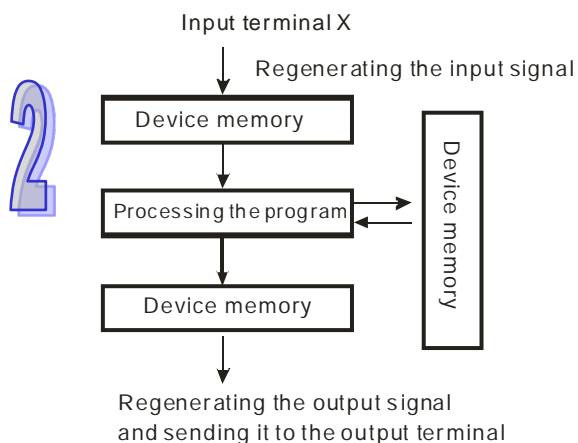 Input terminal X
Regenerating the input signal
Device memory
2
Processing the program
Device memory
Device memory
Regenerating the output signal
and sending it to the output terminal